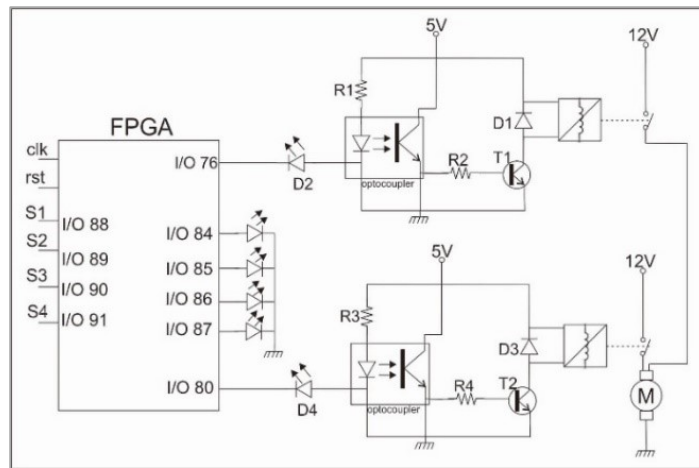 5V
12V
R1
FPGA
D1
clk
I/O 76
R2
T1
rst
D2
optocoupler
S1
I/O 88
I/O 84
S2
I/O 89
I/O 85
5V
12V
S3
I/O 90
I/O 86
S4
I/O 91
I/O 87
R3
D3
I/O 80
R4
T2
M
D4
optocoupler